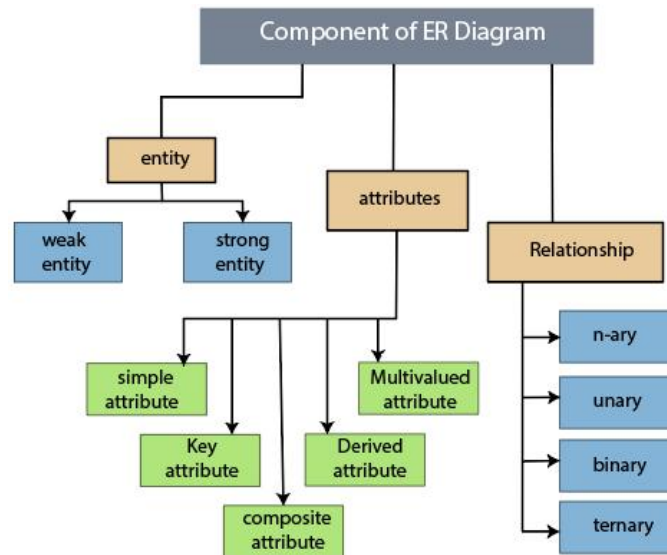 Component of ER Diagram
entity
weak
entity
strong
entity
attributes
simple
attribute
Key
attribute
composite
attribute
Derived
attribute
Multivalued
attribute
Relationship
n-ary
unary
binary
ternary